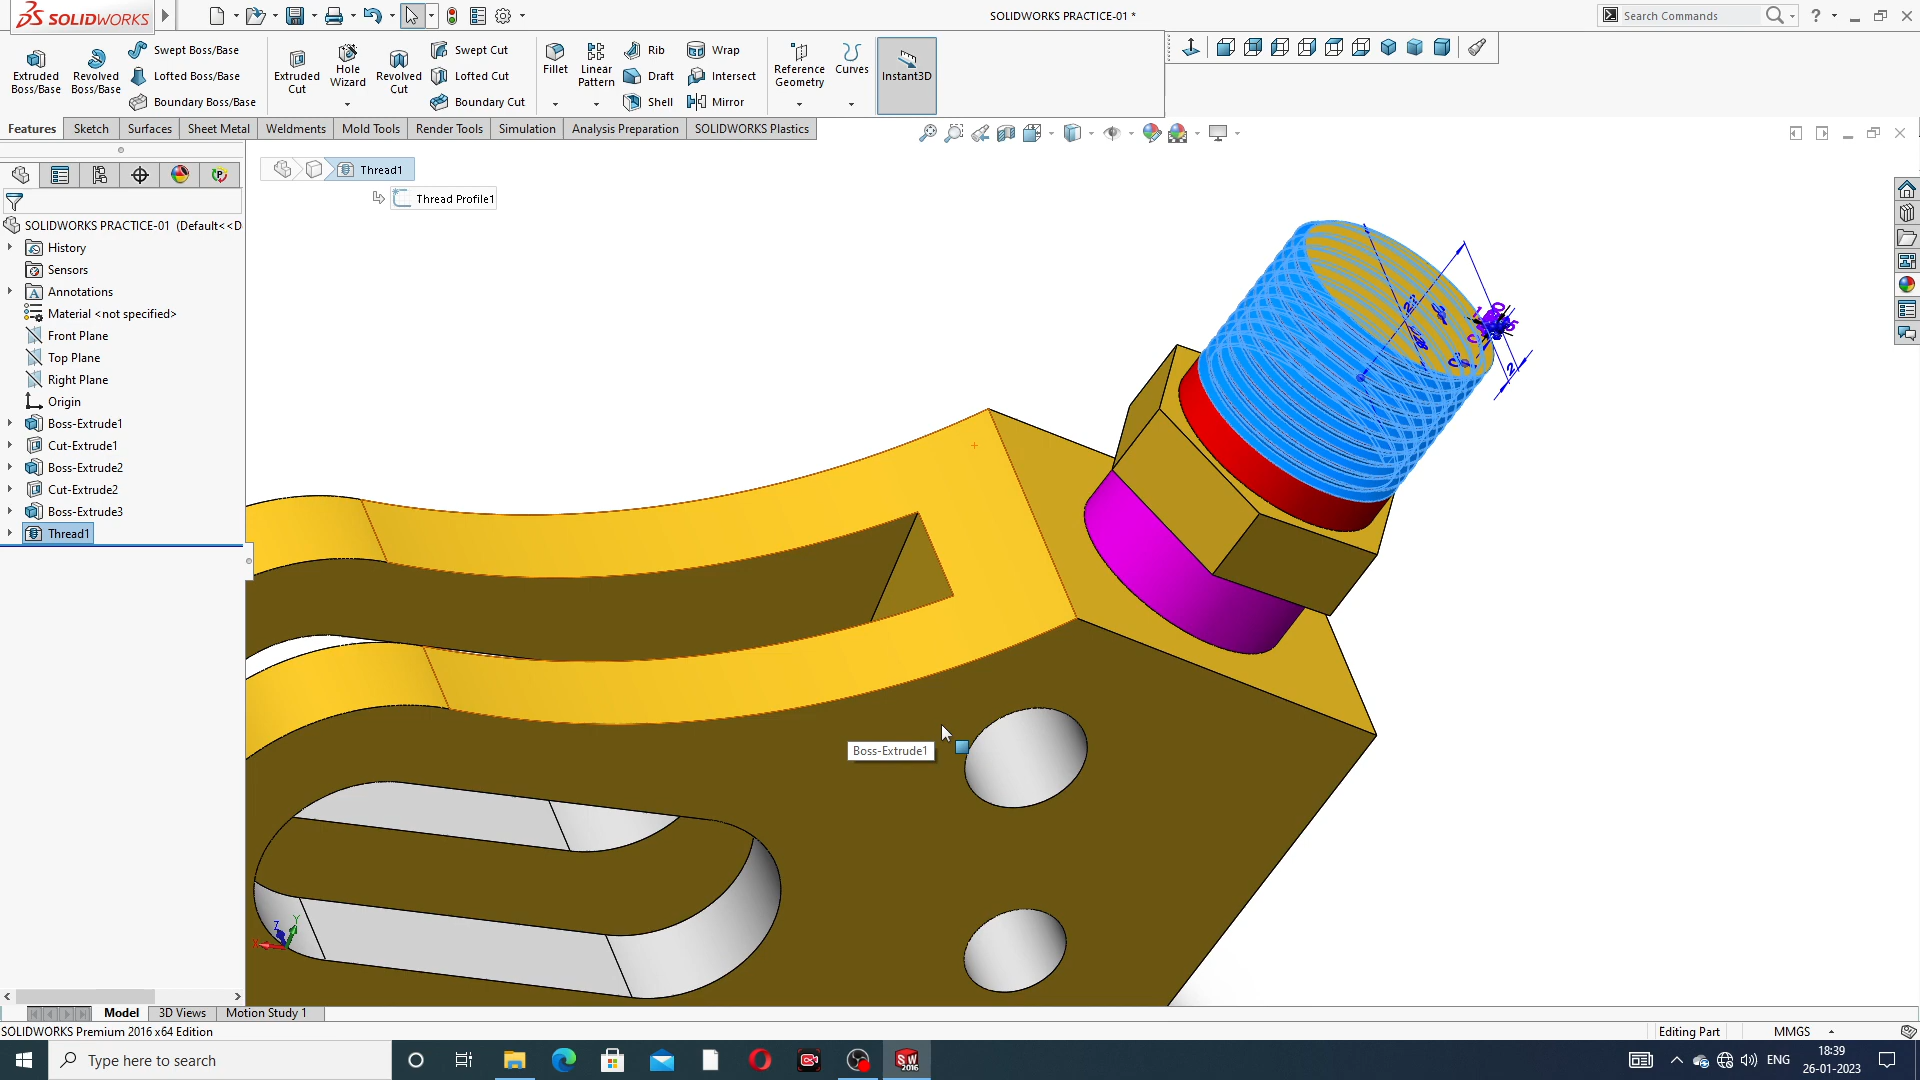 SOLIDWORKS
SOLIDWORKS PRACTICE-01 *
Search Commands
Extruded Boss/Base
Revolved Boss/Base
Swept Boss/Base
Lofted Boss/Base
Boundary Boss/Base
Extruded Cut
Hole Wizard
Revolved Cut
Swept Cut
Lofted Cut
Boundary Cut
Fillet
Linear Pattern
Rib
Draft
Shell
Wrap
Intersect
Mirror
Reference Geometry
Curves
Instant3D
Features
Sketch
Surfaces
Sheet Metal
Weldments
Mold Tools
Render Tools
Simulation
Analysis Preparation
SOLIDWORKS Plastics
Thread1
Thread Profile1
SOLIDWORKS PRACTICE-01 (Default<<D
History
Sensors
Annotations
Material <not specified>
Front Plane
Top Plane
Right Plane
Origin
Boss-Extrude1
Cut-Extrude1
Boss-Extrude2
Cut-Extrude2
Boss-Extrude3
Thread1
Boss-Extrude1
2
Y
Z
Model
3D Views
Motion Study 1
SOLIDWORKS Premium 2016 x64 Edition
Editing Part
MMGS
Type here to search
ENG
18:39
26-01-2023